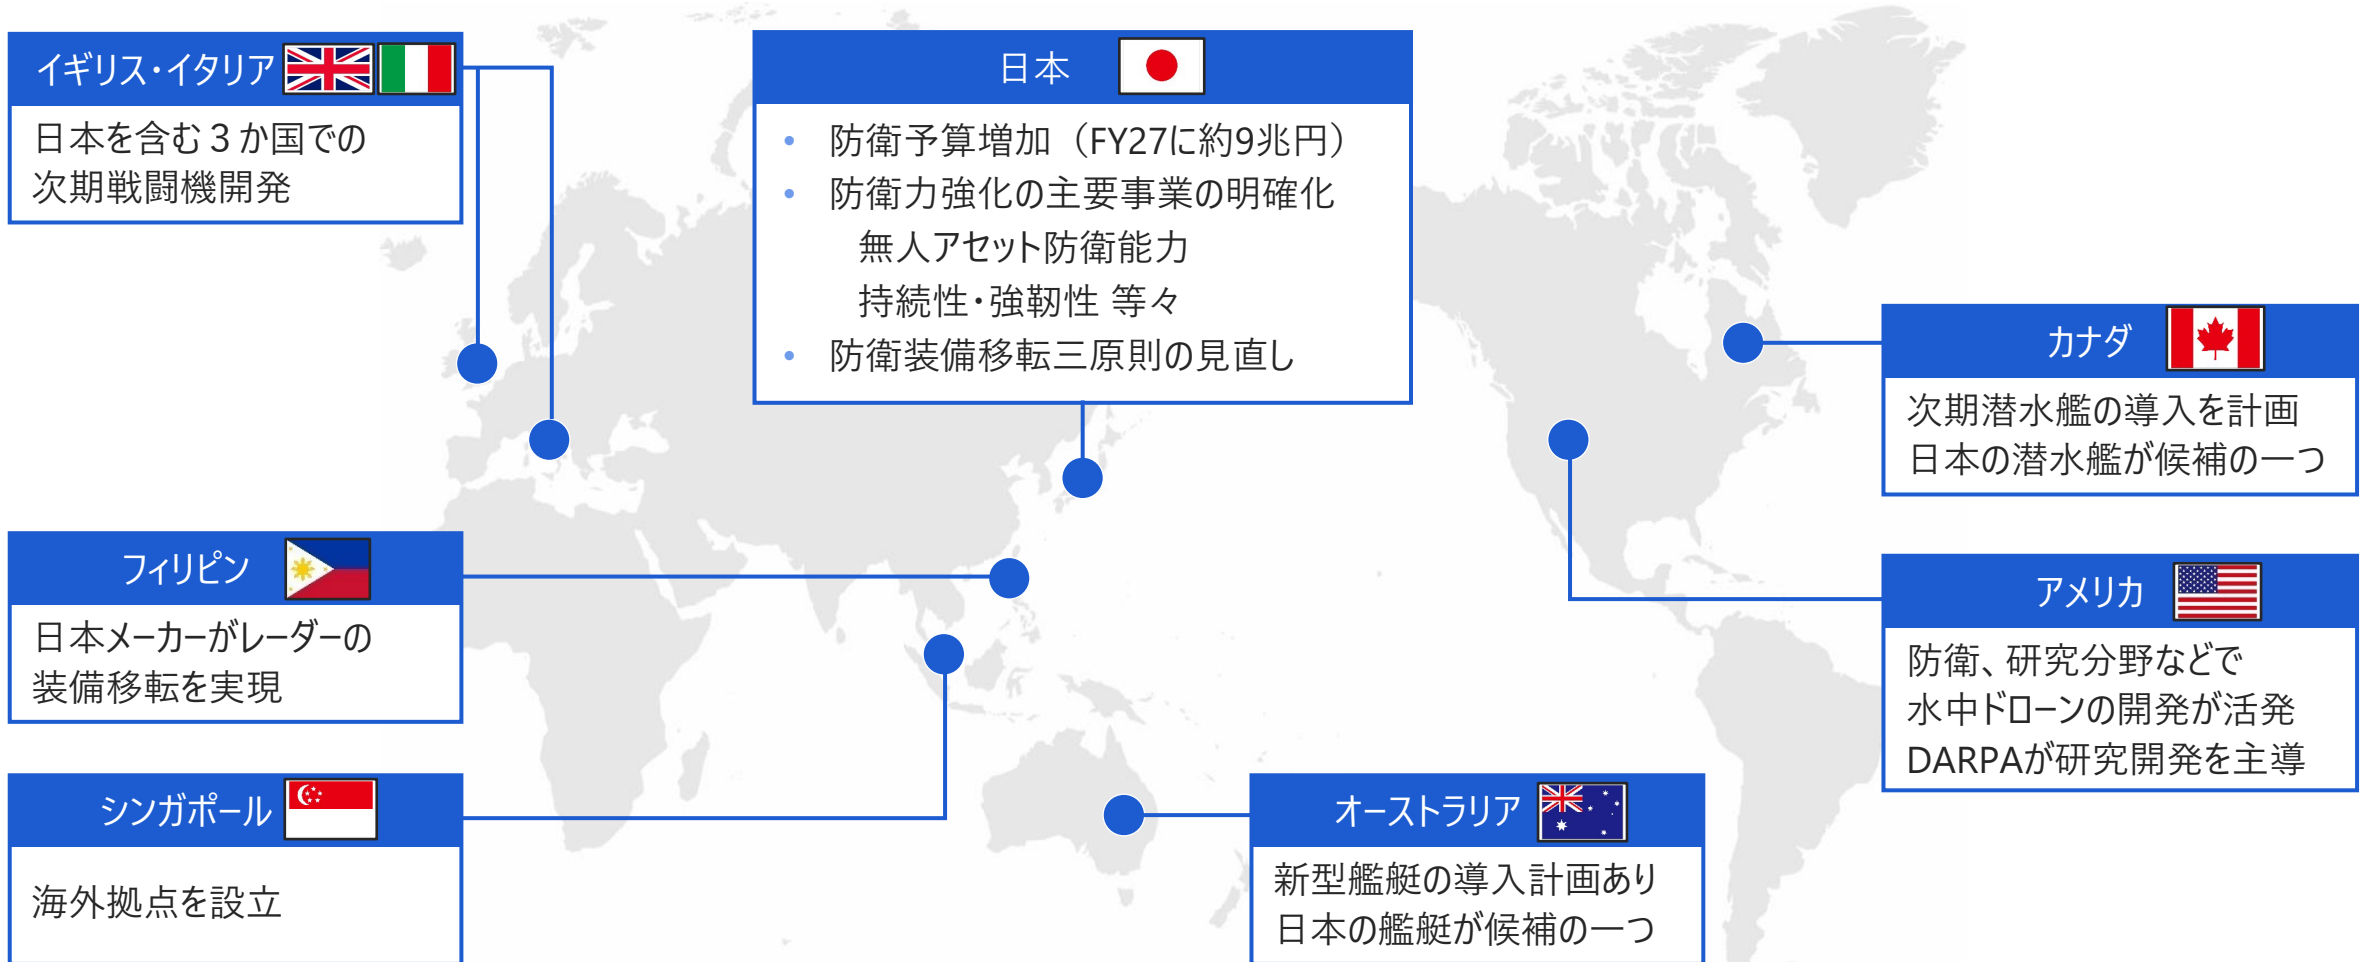 イギリス・イタリア
日本を含む３か国での
次期戦闘機開発
日本
• 防衛予算増加（FY27に約9兆円）
• 防衛力強化の主要事業の明確化
無人アセット防衛能力
持続性・強靭性 等々
• 防衛装備移転三原則の見直し
カナダ
次期潜水艦の導入を計画
日本の潜水艦が候補の一つ
フィリピン
日本メーカーがレーダーの
装備移転を実現
アメリカ
防衛、研究分野などで
水中ドローンの開発が活発
DARPAが研究開発を主導
シンガポール
海外拠点を設立
オーストラリア
新型艦艇の導入計画あり
日本の艦艇が候補の一つ